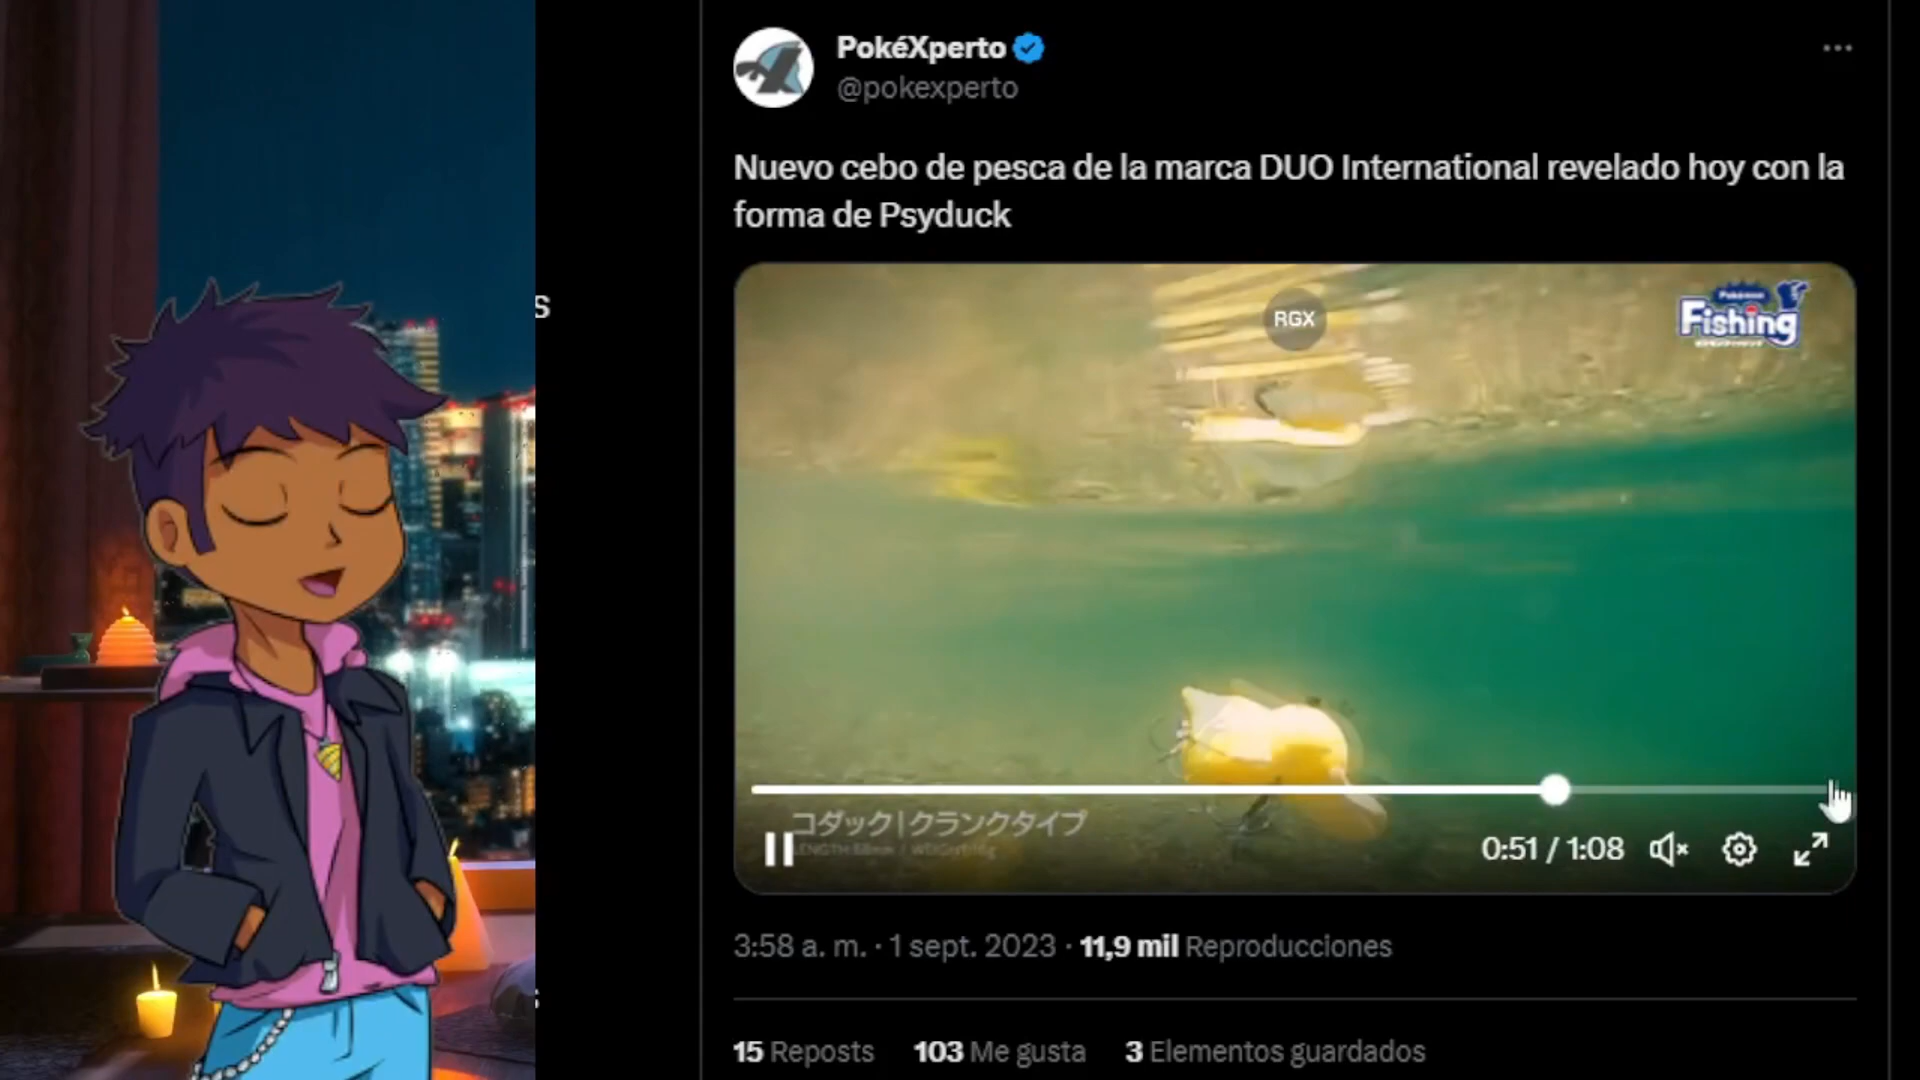 PokéXperto
@pokexperto
Nuevo cebo de pesca de la marca DUO International revelado hoy con la
forma de Psyduck
RGX
Pokémon
Fishing
S
コダック|クランクタイプ
0:51 / 1:08
3:58 a. m. · 1 sept. 2023 · 11,9 mil Reproducciones
15 Reposts 103 Me gusta 3 Elementos guardados